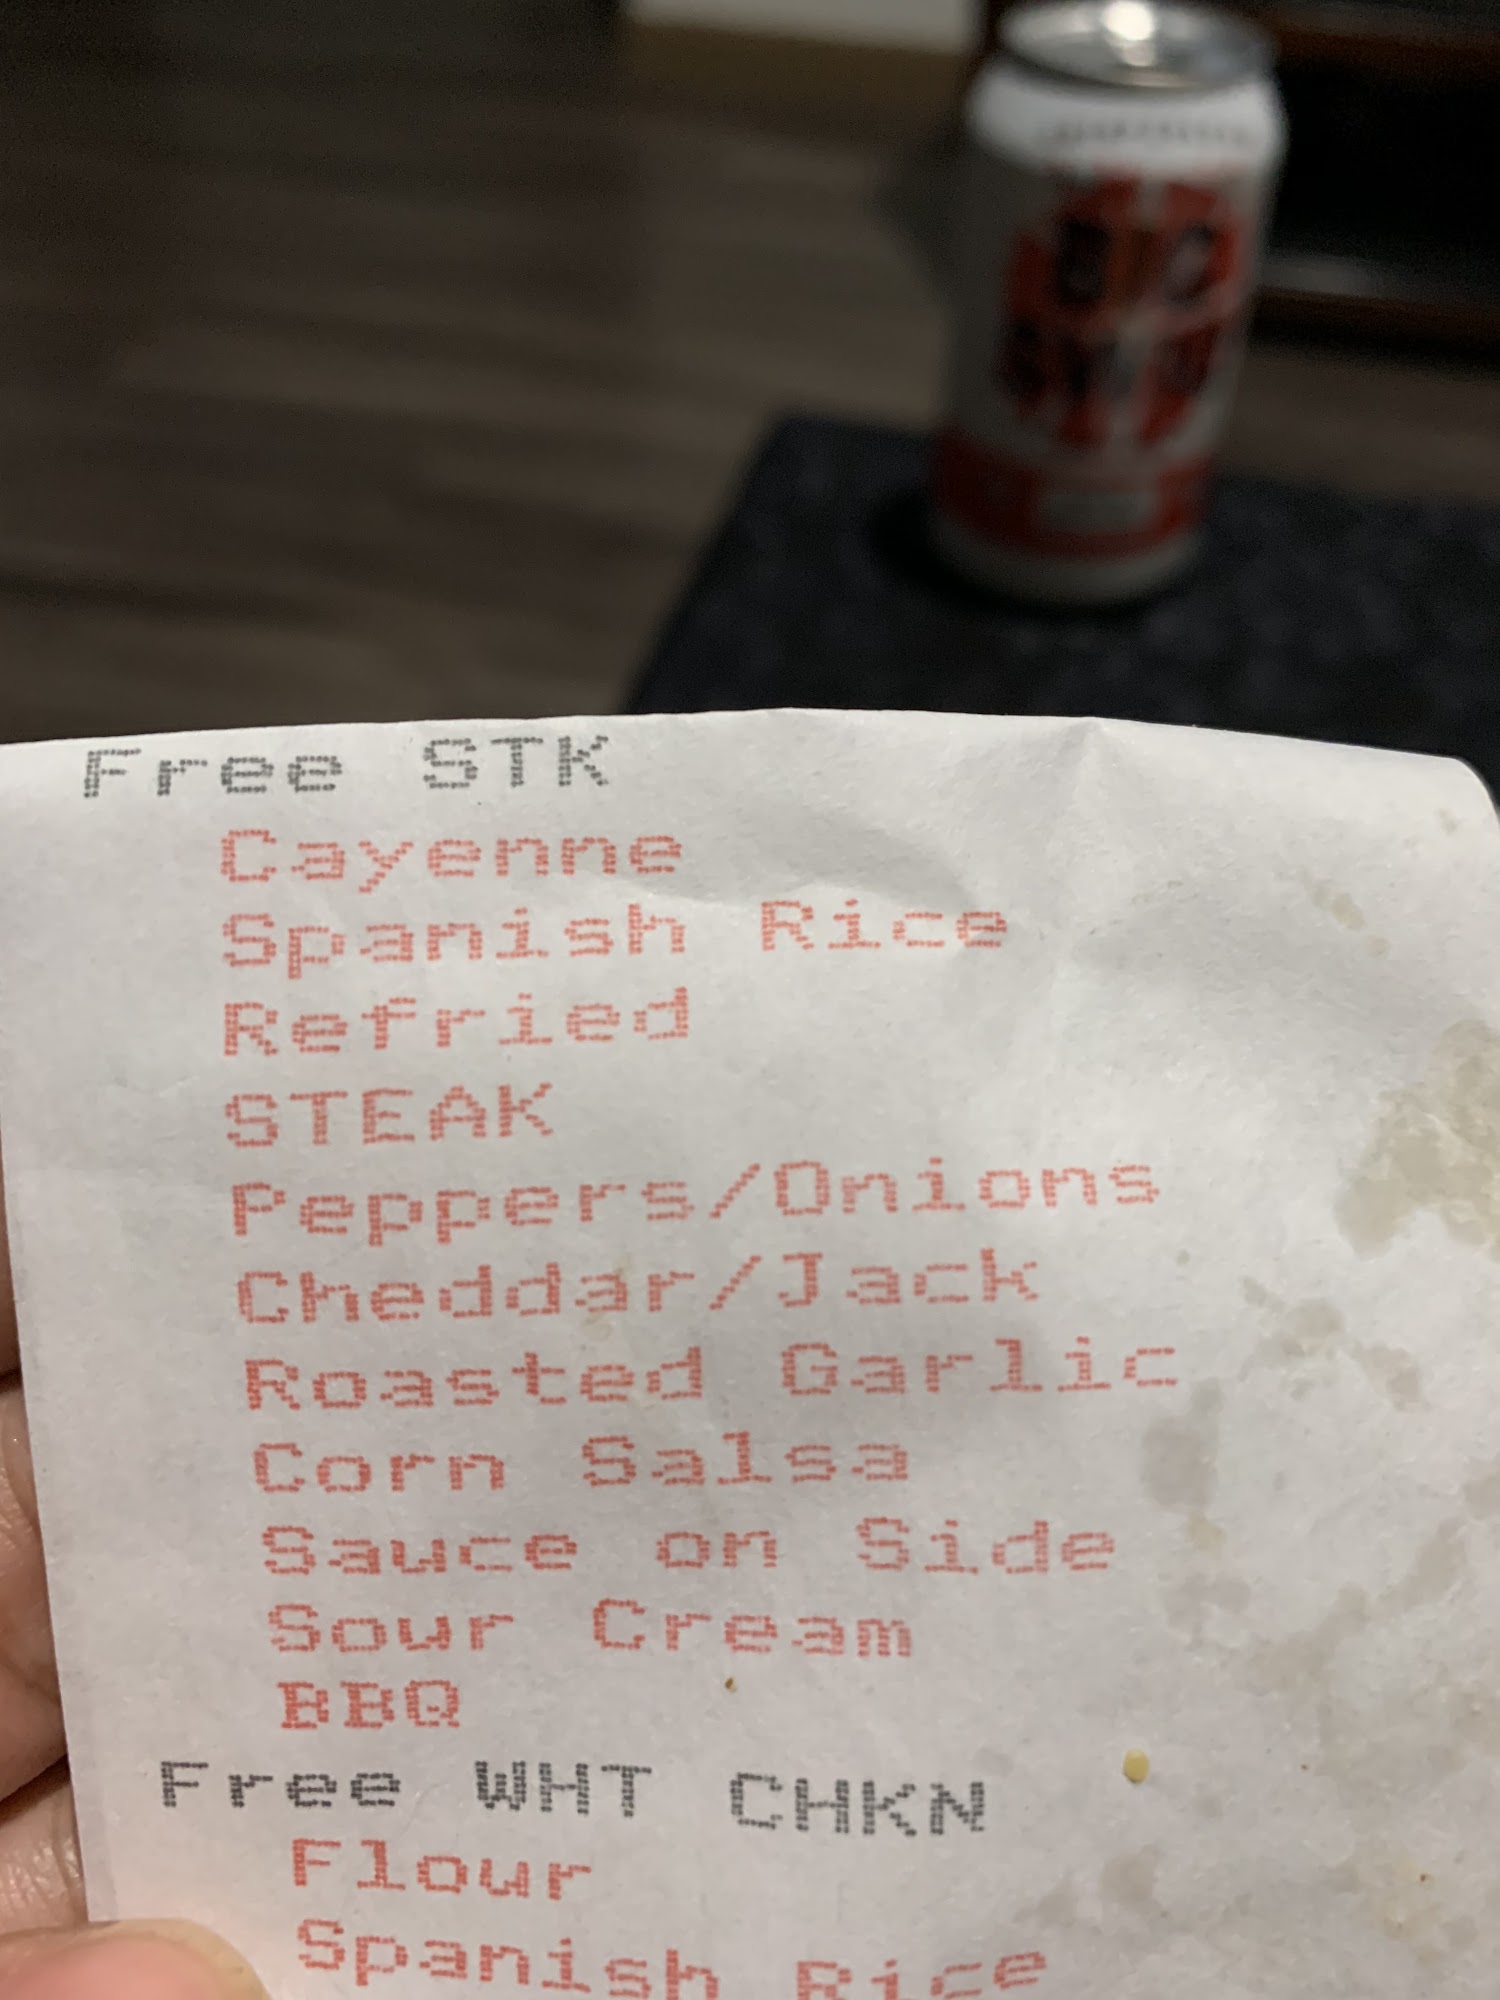 Free STK
Cayenne
Spanish Rice
Refried
STEAK
Peppers/Onions
Cheddar/Jack
Roasted Garlic
Corn Salsa
Sauce on Side
Sour Cream
BBQ
Free WHT CHKN
Flour
Spanish Rice